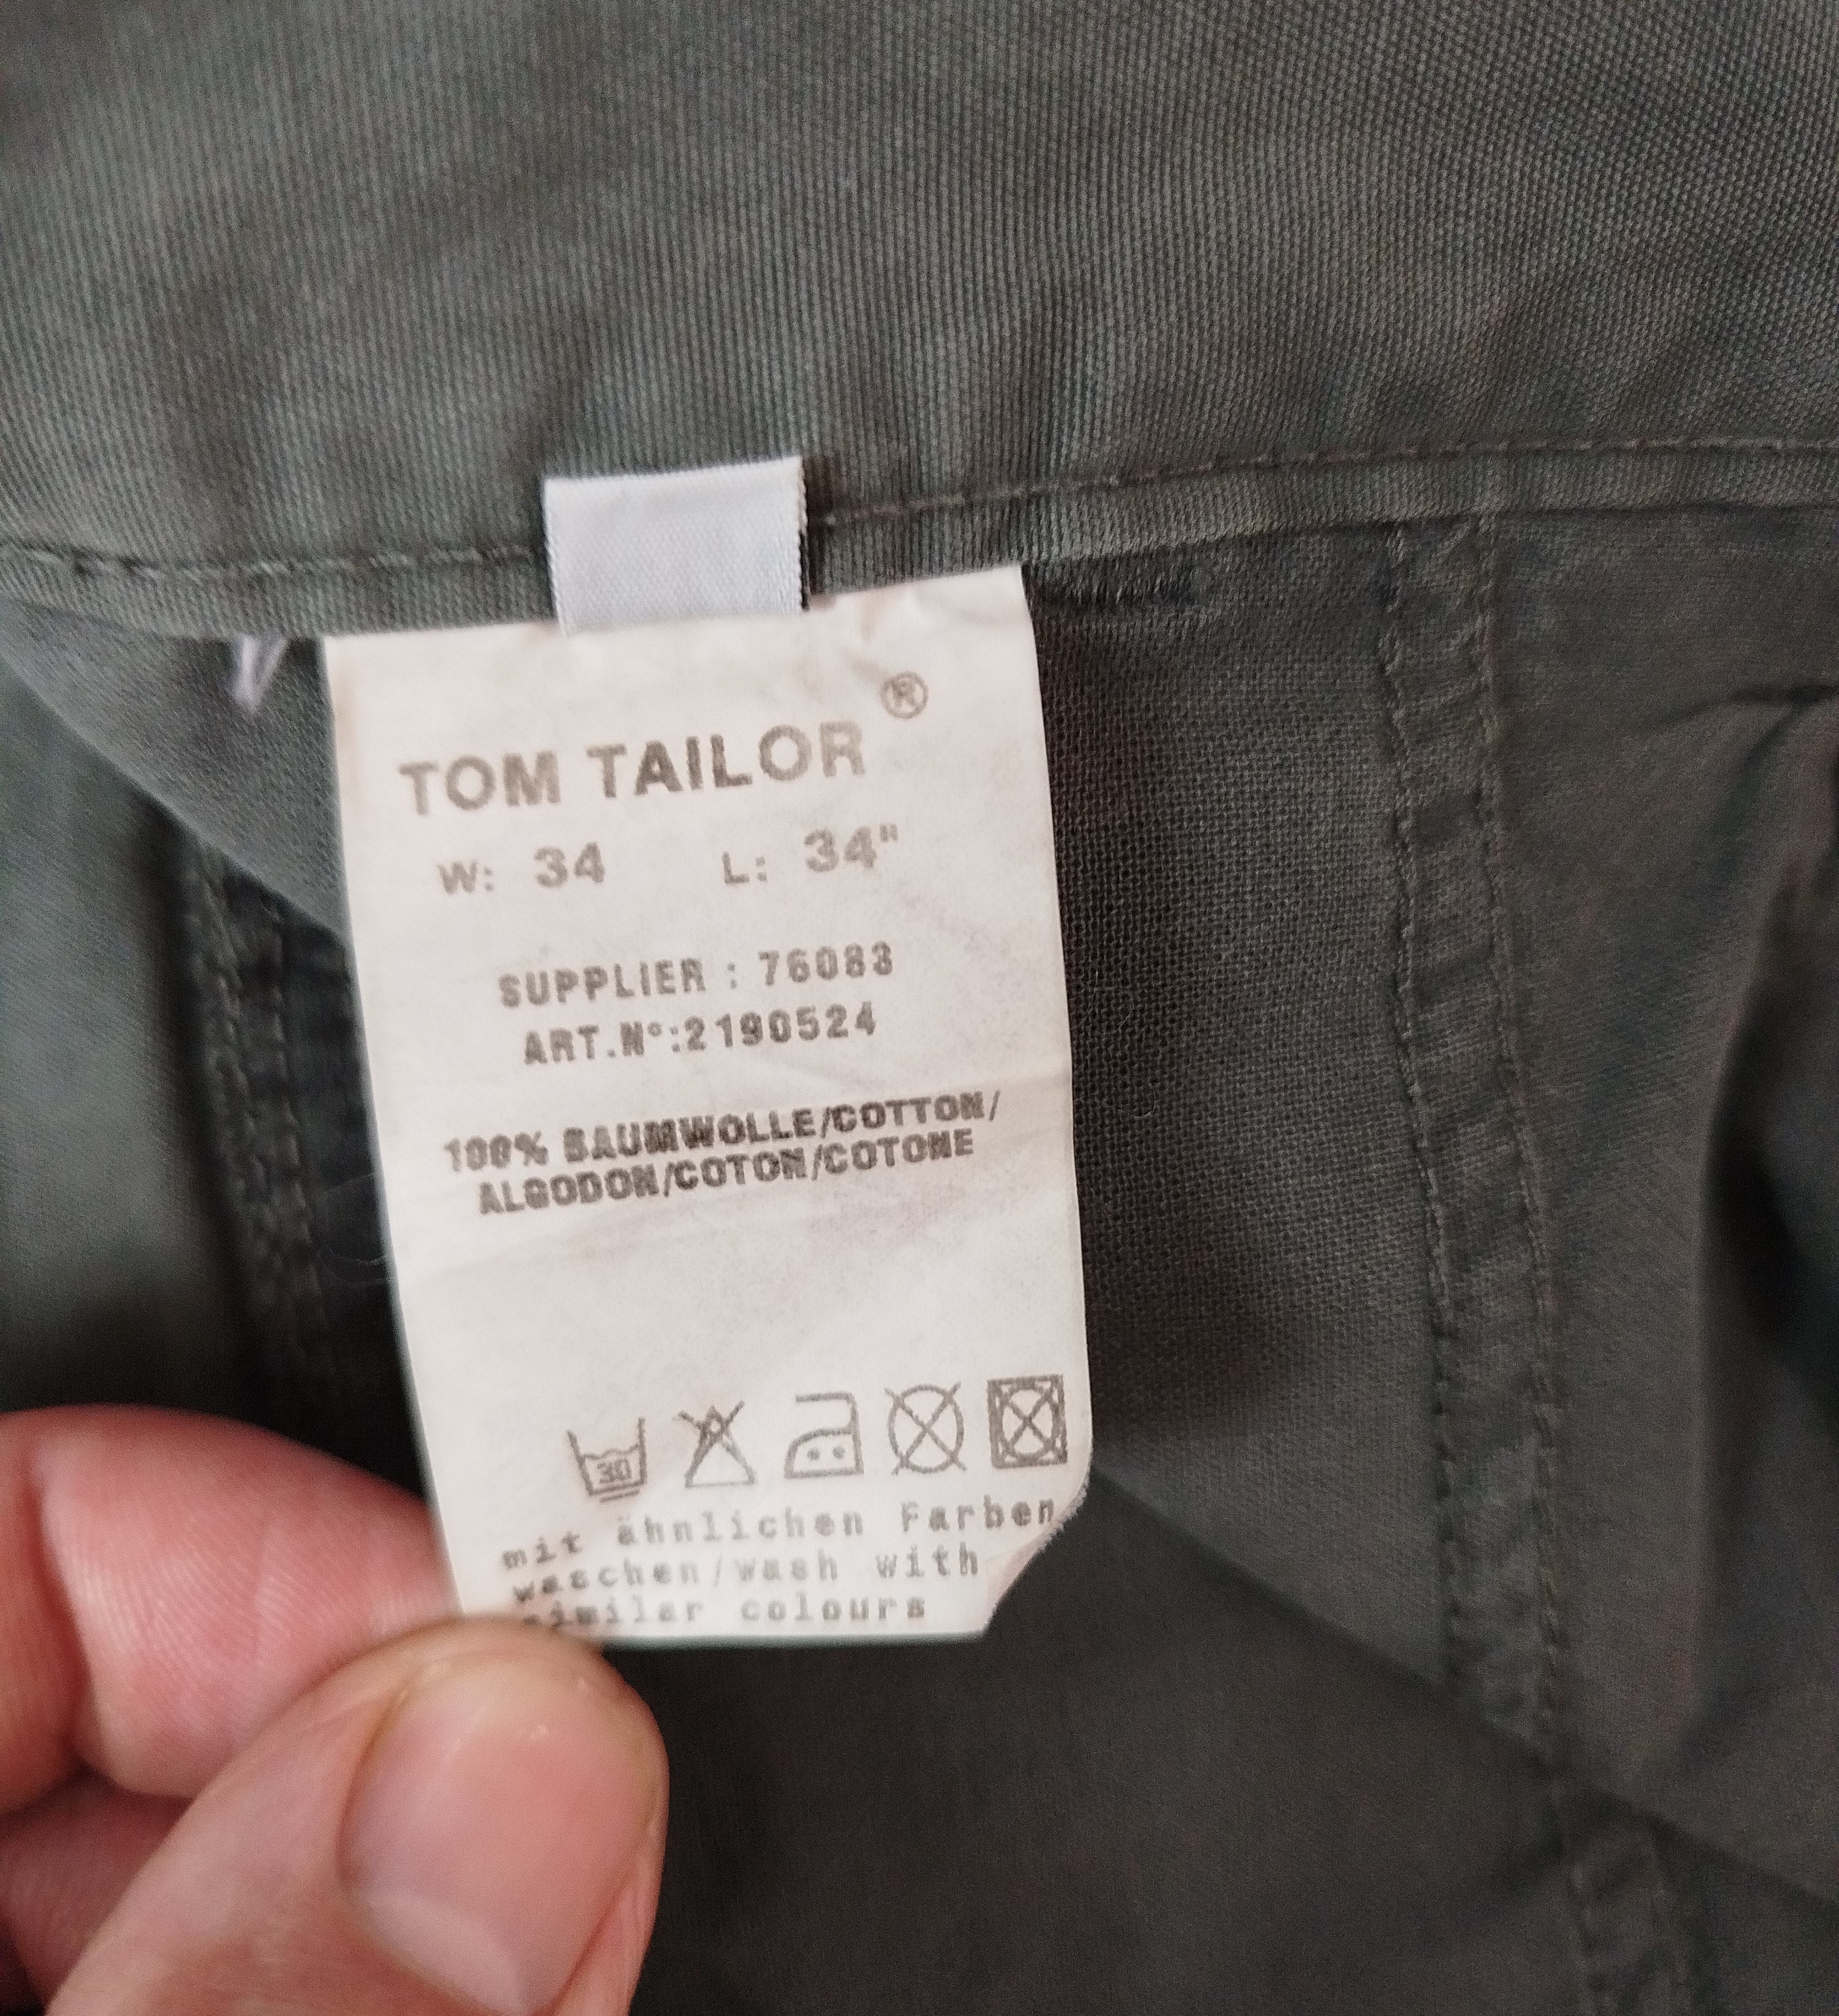 TOM TAILOR ®
W: 34 L: 34"
SUPPLIER : 76083
ART.N°:2190524
100% BAUMWOLLE/COTTON/
ALGODON/COTON/COTONE
30
mit ähnlichen Farben
waschen/wash with
similar colours